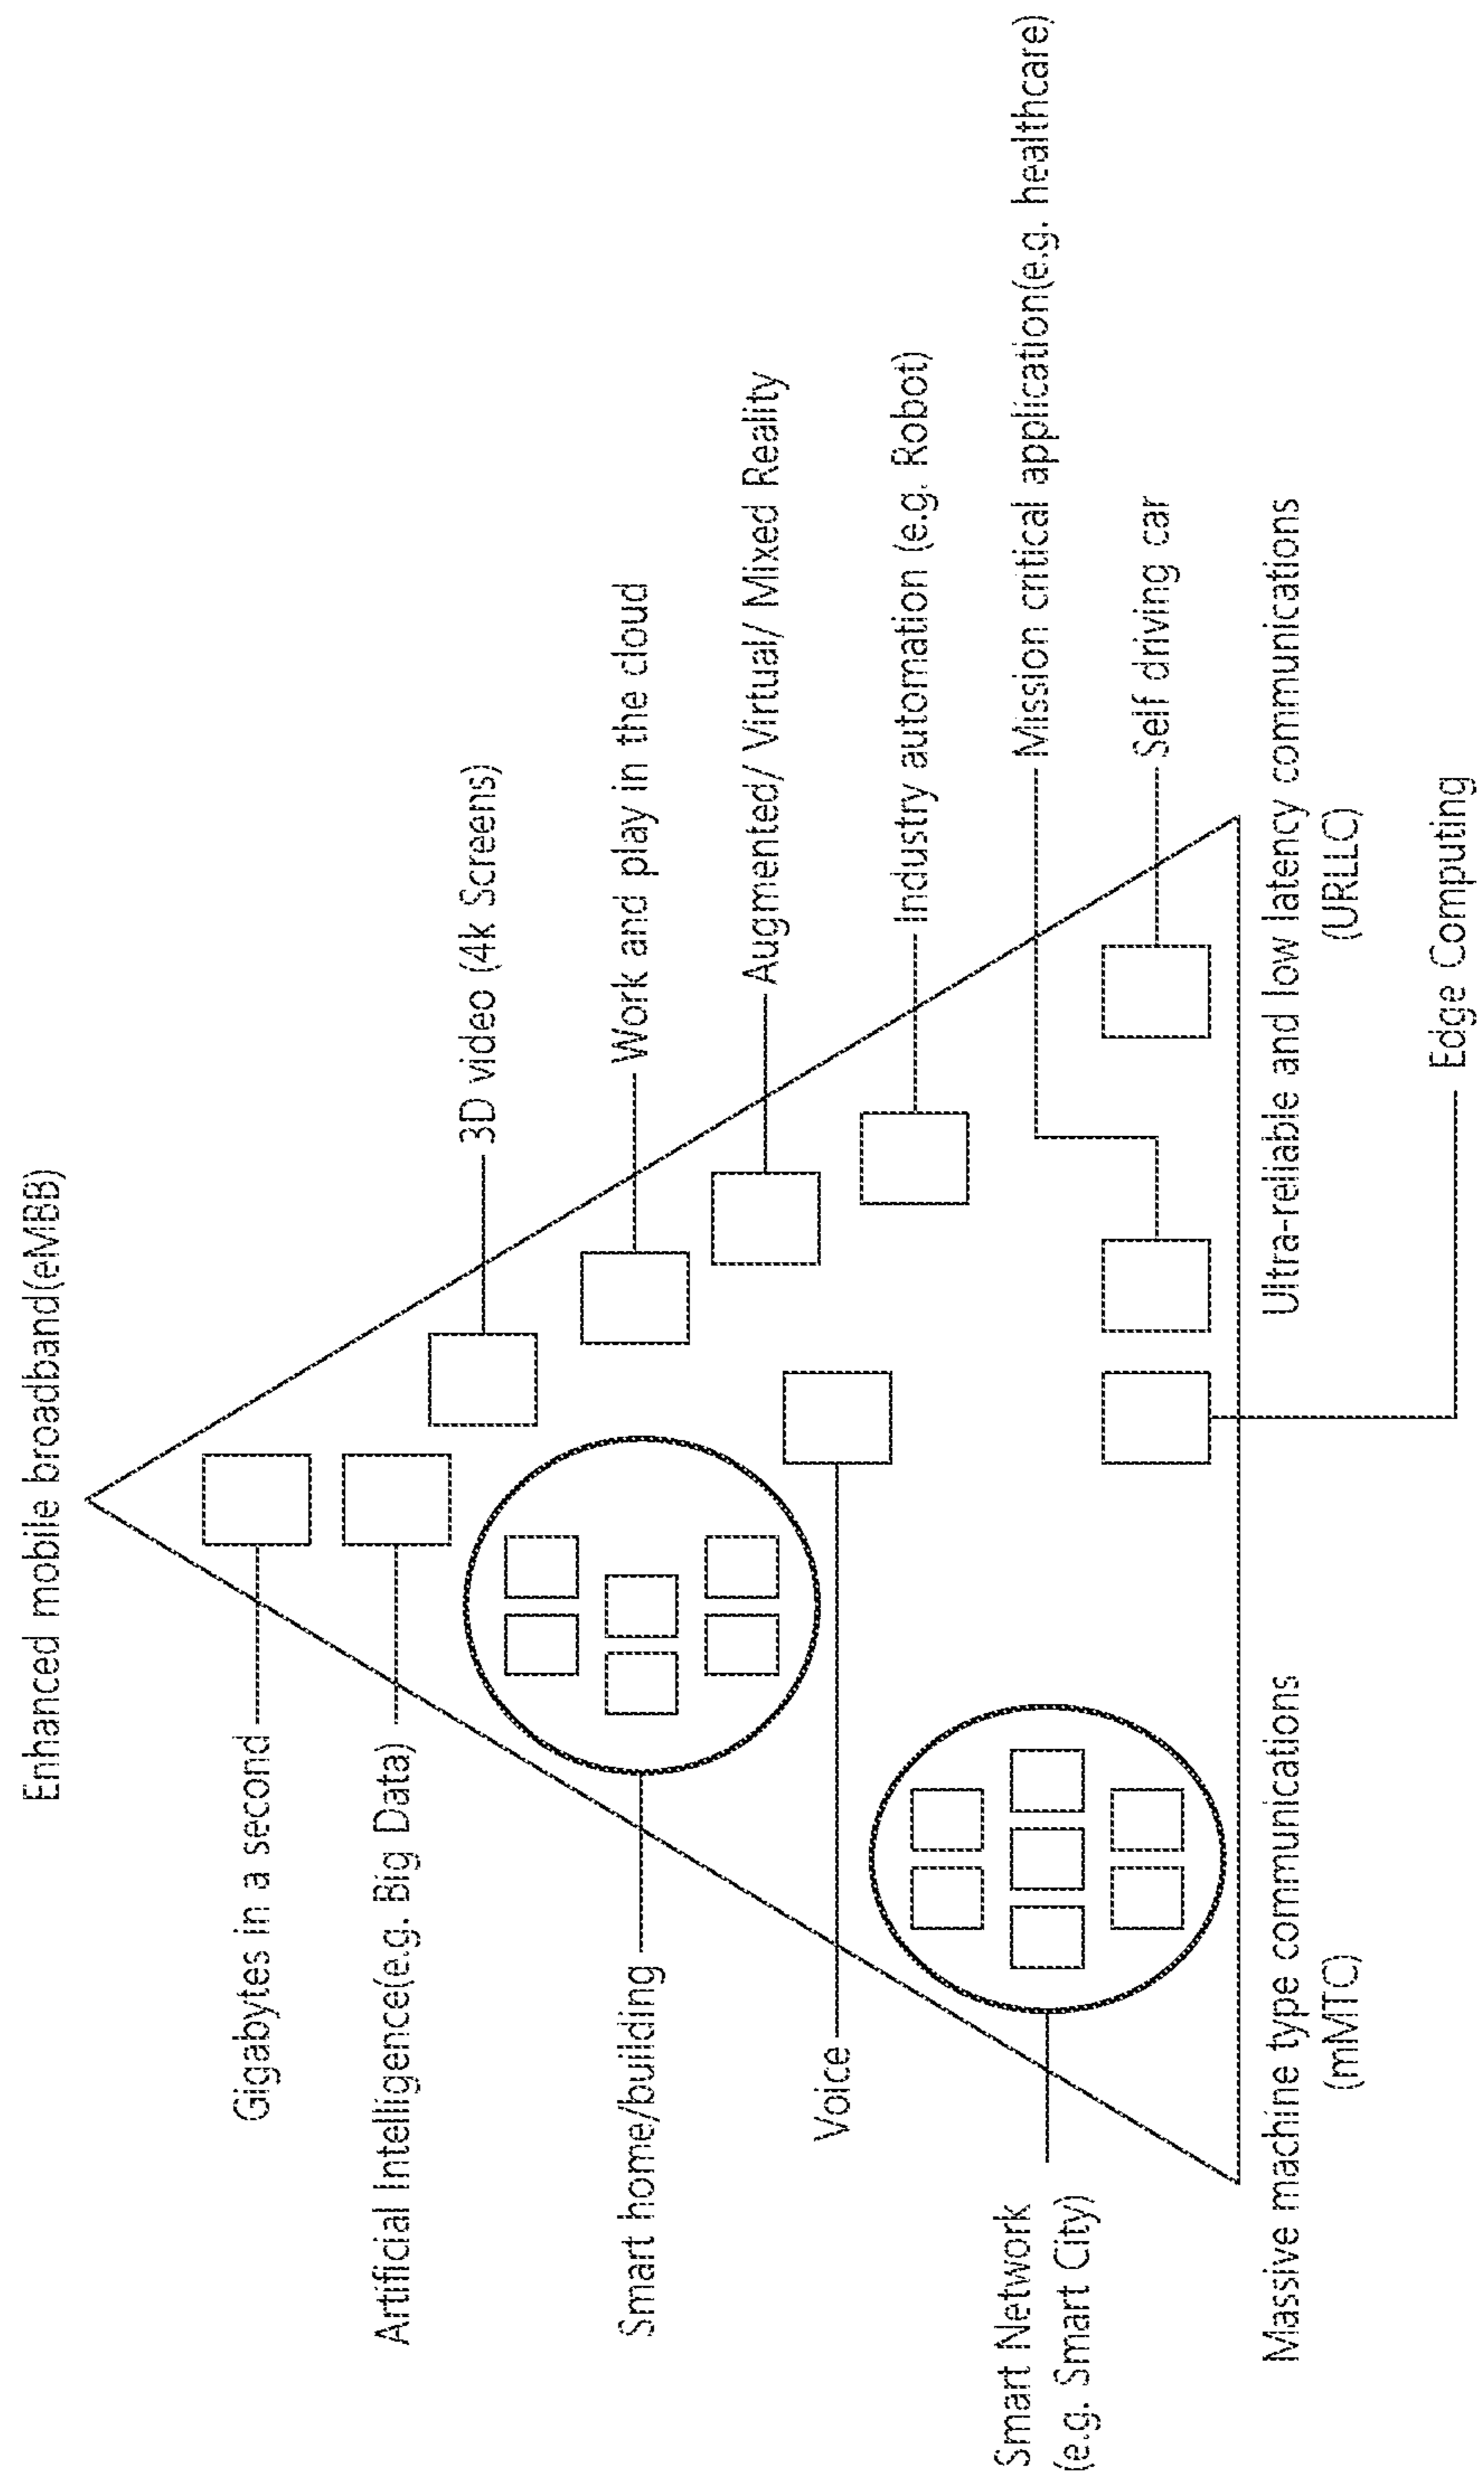 Enhanced mobile broadband(eMBB)
Gigabytes in a second
Artificial Intelligence(e.g. Big Data)
3D video (4k Screens)
Smart home/building
Work and play in the cloud
Augmented/ Virtual/ Mixed Reality
Voice
Industry automation (e.g. Robot)
Smart Network
(e.g. Smart City)
Mission critical application(e.g. healthcare)
Self driving car
Massive machine type communications
(mMTC)
Ultra-reliable and low latency communications
(URLLC)
Edge Computing